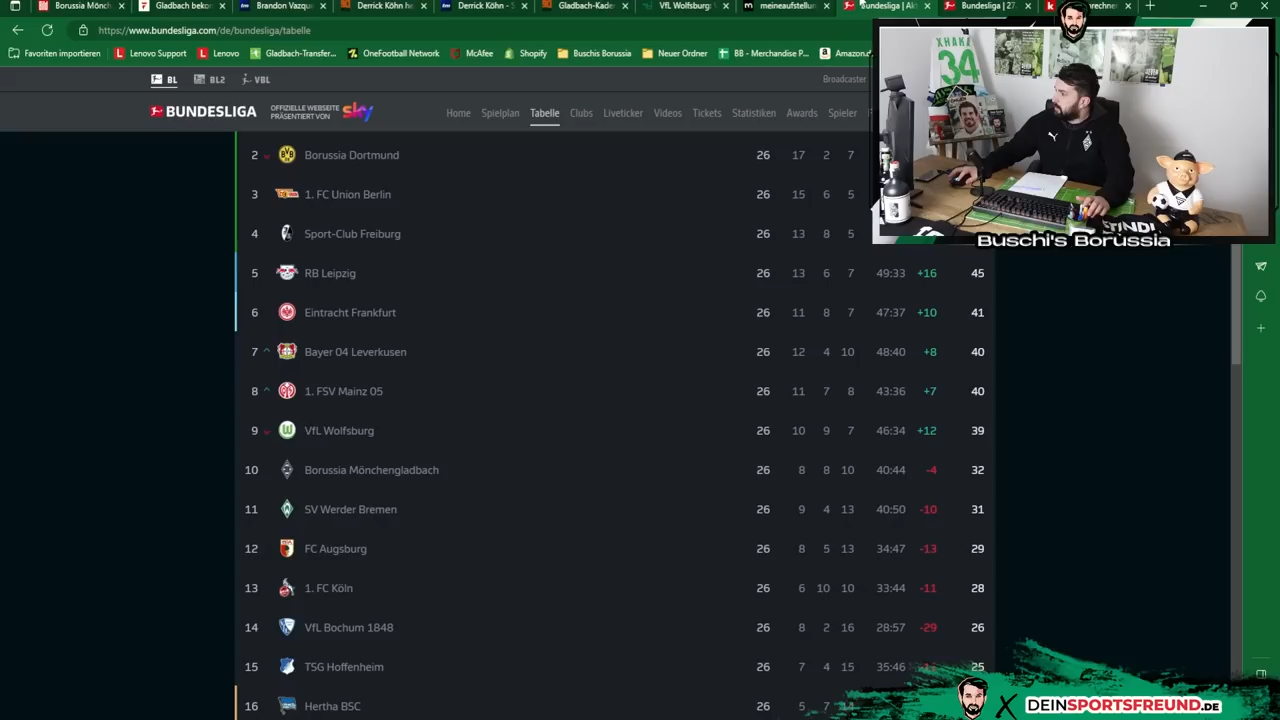 Borussia Mönch
Gladbach bekon
Brandon Vazque
Derrick Köhn he
Derrick Köhn - S
Gladbach-Kade
VfL Wolfsburg
meineaufstellun
Bundesliga | Akt
Bundesliga | 27
rechner
https://www.bundesliga.com/de/bundesliga/tabelle
Favoriten importieren
Lenovo Support
Lenovo
Gladbach-Transfer...
OneFootball Network
McAfee
Shopify
Buschis Borussia
Neuer Ordner
BB - Merchandise P...
Amazon
BL
BL2
VBL
Broadcaster
BUNDESLIGA
OFFIZIELLE WEBSEITE
PRÄSENTIERT VON
sky
Home Spielplan Tabelle Clubs Liveticker Videos Tickets Statistiken Awards Spieler
XHAKA
34
Buschi's Borussia
2 Borussia Dortmund 26 17 2 7
3 1. FC Union Berlin 26 15 6 5
4 Sport-Club Freiburg 26 13 8 5
5 RB Leipzig 26 13 6 7 49:33 +16 45
6 Eintracht Frankfurt 26 11 8 7 47:37 +10 41
7 Bayer 04 Leverkusen 26 12 4 10 48:40 +8 40
8 1. FSV Mainz 05 26 11 7 8 43:36 +7 40
9 VfL Wolfsburg 26 10 9 7 46:34 +12 39
10 Borussia Mönchengladbach 26 8 8 10 40:44 -4 32
11 SV Werder Bremen 26 9 4 13 40:50 -10 31
12 FC Augsburg 26 8 5 13 34:47 -13 29
13 1. FC Köln 26 6 10 10 33:44 -11 28
14 VfL Bochum 1848 26 8 2 16 28:57 -29 26
15 TSG Hoffenheim 26 7 4 15 35:46 25
16 Hertha BSC 26 5 7
X DEINSPORTSFREUND.DE